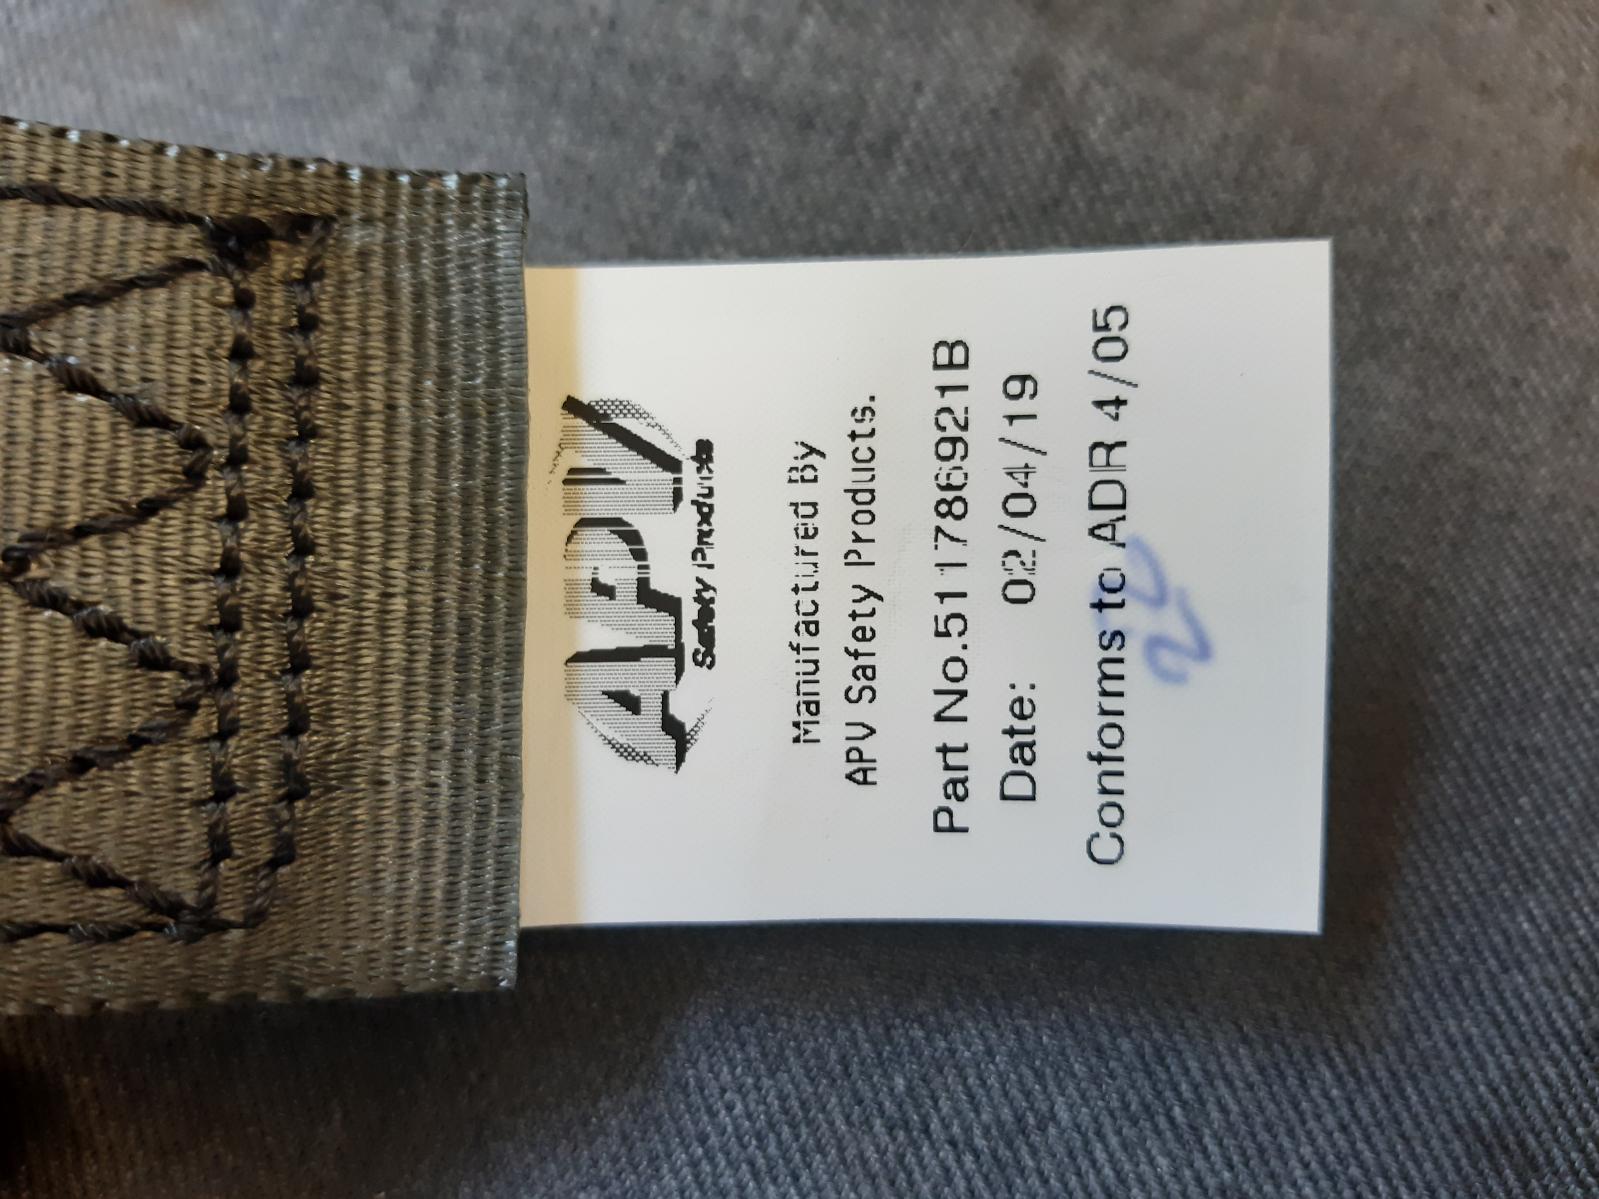 APV
Safety Products
Manufactured By
APV Safety Products.
Part No.511786921B
Date: 02/04/19
Conforms to ADR 4/05